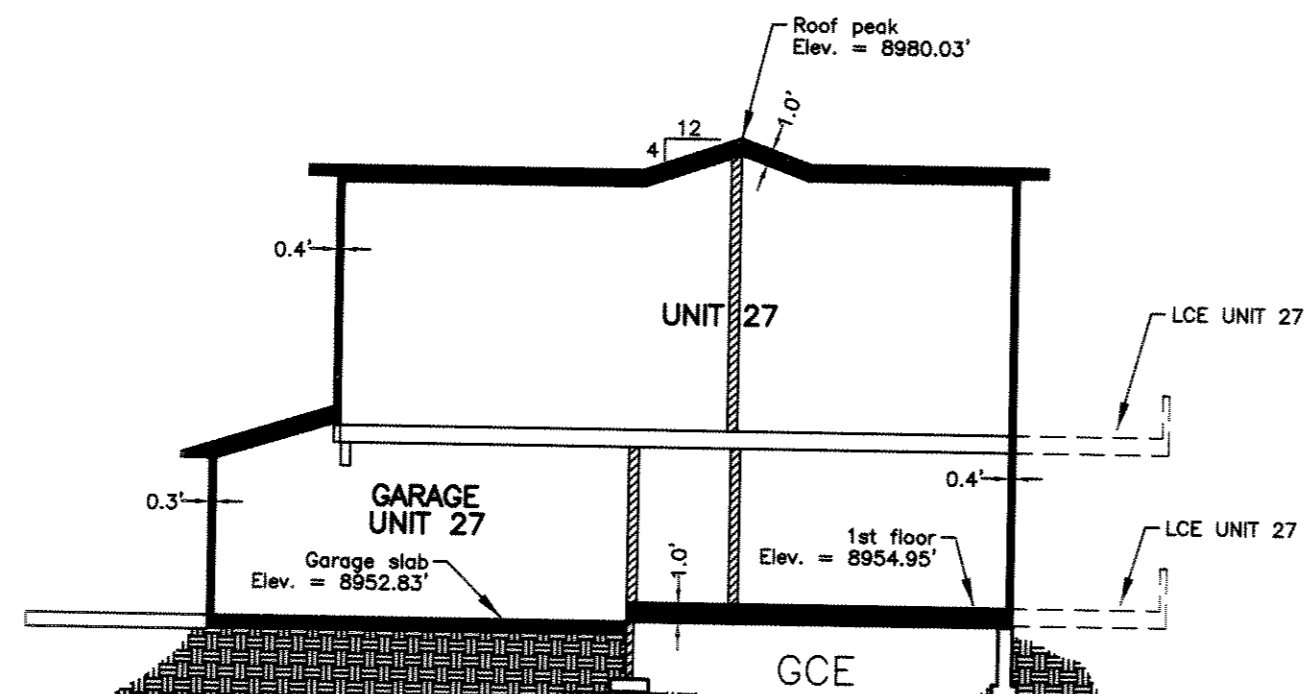 Roof peak
Elev. = 8980.03'
1.0'
12
4
0.4'
UNIT 27
LCE UNIT 27
0.4'
GARAGE
UNIT 27
0.3'
1st floor
Elev. = 8954.95'
LCE UNIT 27
Garage slab
Elev. = 8952.83'
1.0'
GCE